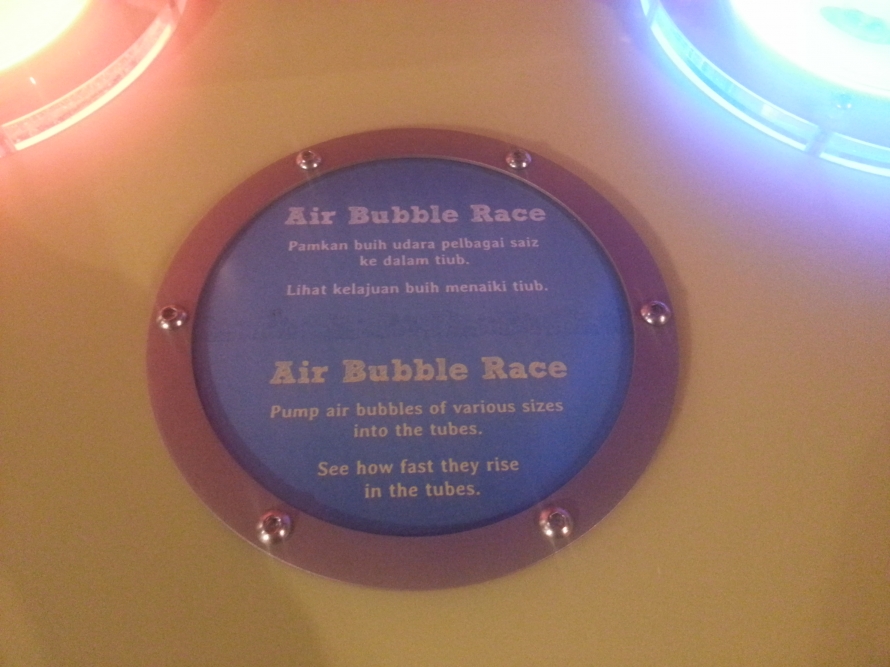 Air Bubble Race
Pamkan buih udara pelbagai saiz
ke dalam tiub.
Lihat kelajuan buih menaiki tiub.
Air Bubble Race
Pump air bubbles of various sizes
into the tubes.
See how fast they rise
in the tubes.